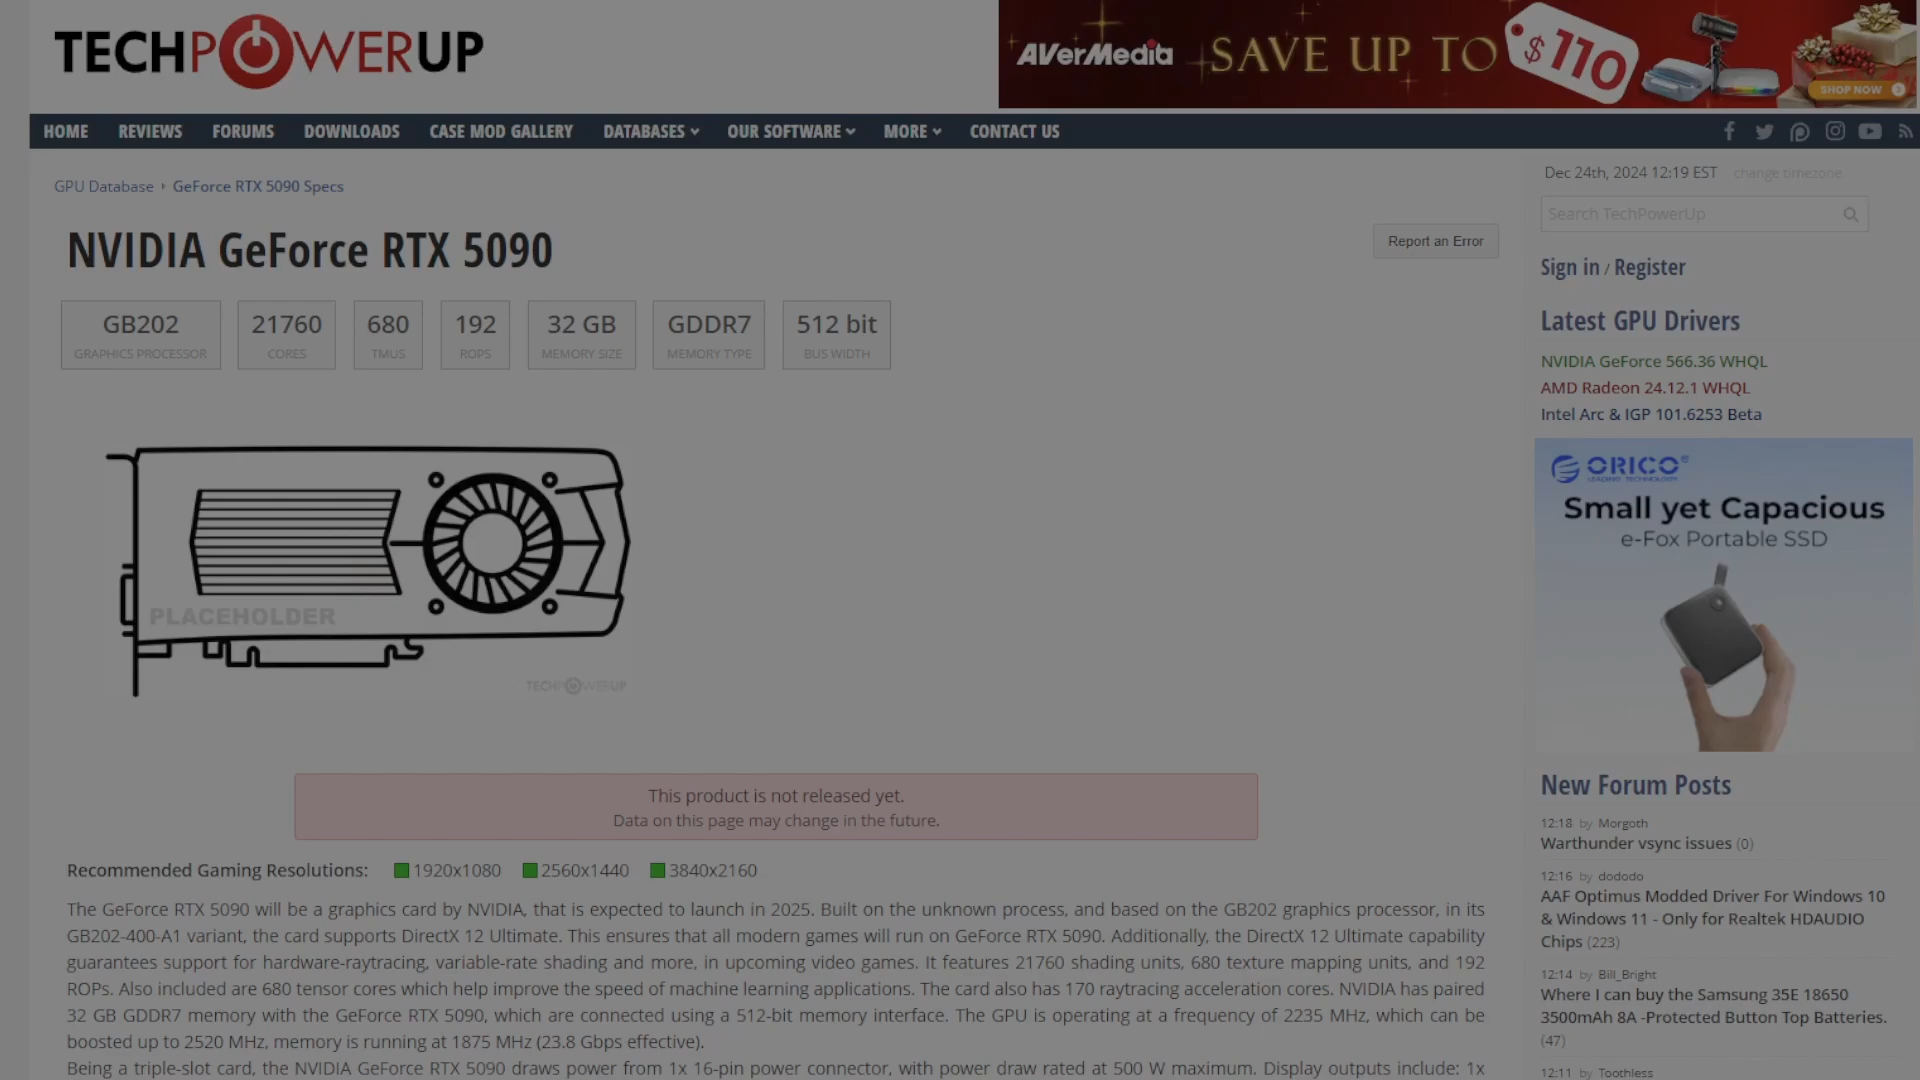 TECHPOWERUP
AVerMedia SAVE UP TO $110
SHOP NOW
HOME REVIEWS FORUMS DOWNLOADS CASE MOD GALLERY DATABASES OUR SOFTWARE MORE CONTACT US
GPU Database › GeForce RTX 5090 Specs
Dec 24th, 2024 12:19 EST change timezone
Search TechPowerUp
NVIDIA GeForce RTX 5090
Report an Error
Sign in / Register
GB202 21760 680 192 32 GB GDDR7 512 bit
GRAPHICS PROCESSOR CORES TMUS ROPS MEMORY SIZE MEMORY TYPE BUS WIDTH
Latest GPU Drivers
NVIDIA GeForce 566.36 WHQL
AMD Radeon 24.12.1 WHQL
Intel Arc & IGP 101.6253 Beta
PLACEHOLDER
TECHPOWERUP
ORICO®
LEADING TECHNOLOGY
Small yet Capacious
e-Fox Portable SSD
This product is not released yet.
Data on this page may change in the future.
Recommended Gaming Resolutions: 1920x1080 2560x1440 3840x2160
The GeForce RTX 5090 will be a graphics card by NVIDIA, that is expected to launch in 2025. Built on the unknown process, and based on the GB202 graphics processor, in its
GB202-400-A1 variant, the card supports DirectX 12 Ultimate. This ensures that all modern games will run on GeForce RTX 5090. Additionally, the DirectX 12 Ultimate capability
guarantees support for hardware-raytracing, variable-rate shading and more, in upcoming video games. It features 21760 shading units, 680 texture mapping units, and 192
ROPs. Also included are 680 tensor cores which help improve the speed of machine learning applications. The card also has 170 raytracing acceleration cores. NVIDIA has paired
32 GB GDDR7 memory with the GeForce RTX 5090, which are connected using a 512-bit memory interface. The GPU is operating at a frequency of 2235 MHz, which can be
boosted up to 2520 MHz, memory is running at 1875 MHz (23.8 Gbps effective).
Being a triple-slot card, the NVIDIA GeForce RTX 5090 draws power from 1x 16-pin power connector, with power draw rated at 500 W maximum. Display outputs include: 1x
New Forum Posts
12:18 by Morgoth
Warthunder vsync issues (0)
12:16 by dododo
AAF Optimus Modded Driver For Windows 10
& Windows 11 - Only for Realtek HDAUDIO
Chips (223)
12:14 by Bill_Bright
Where I can buy the Samsung 35E 18650
3500mAh 8A -Protected Button Top Batteries.
(47)
12:11 by Toothless